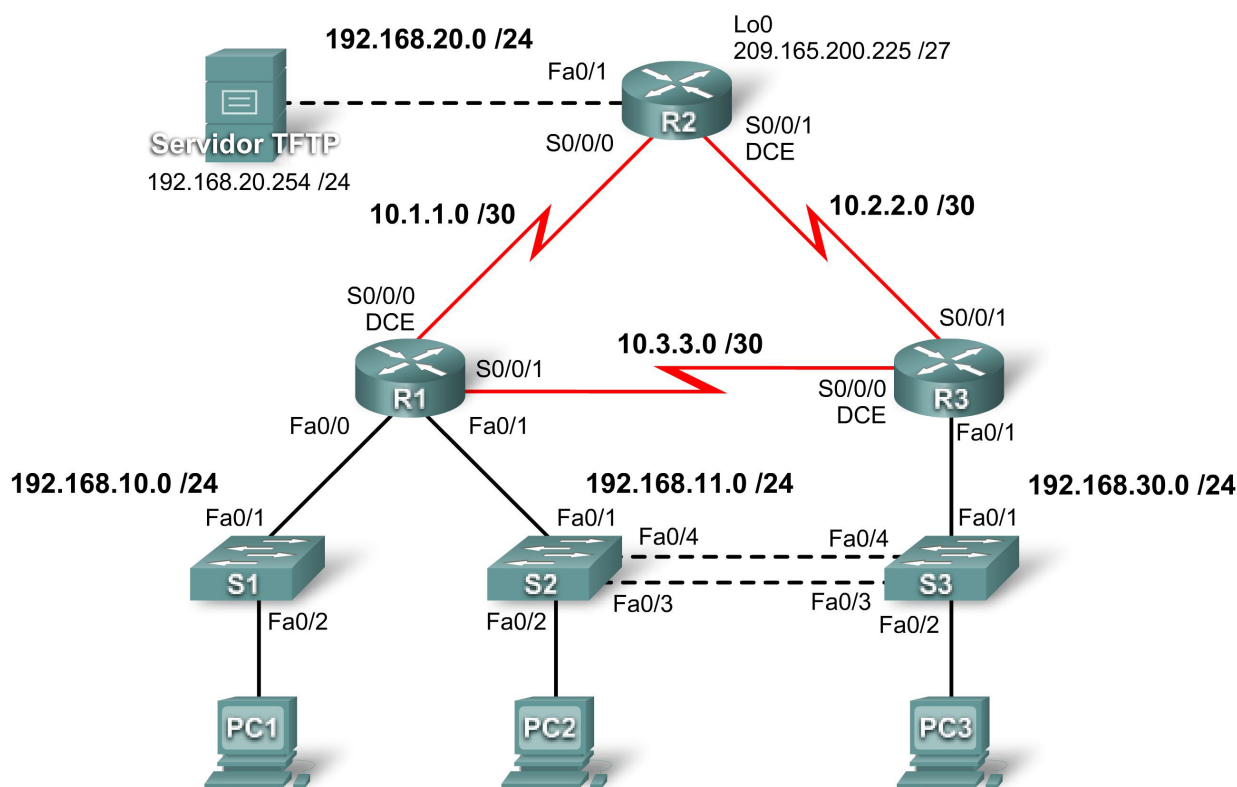 Lo0
209.165.200.225 /27
192.168.20.0 /24
Fa0/1
R2
Servidor TFTP
192.168.20.254 /24
S0/0/0
S0/0/1
DCE
10.1.1.0 /30
10.2.2.0 /30
S0/0/0
DCE
S0/0/1
10.3.3.0 /30
S0/0/1
R1
S0/0/0
DCE
R3
Fa0/0
Fa0/1
Fa0/1
192.168.10.0 /24
192.168.11.0 /24
192.168.30.0 /24
Fa0/1
Fa0/1
Fa0/1
Fa0/4
Fa0/4
S1
S2
S3
Fa0/3
Fa0/3
Fa0/2
Fa0/2
Fa0/2
PC1
PC2
PC3